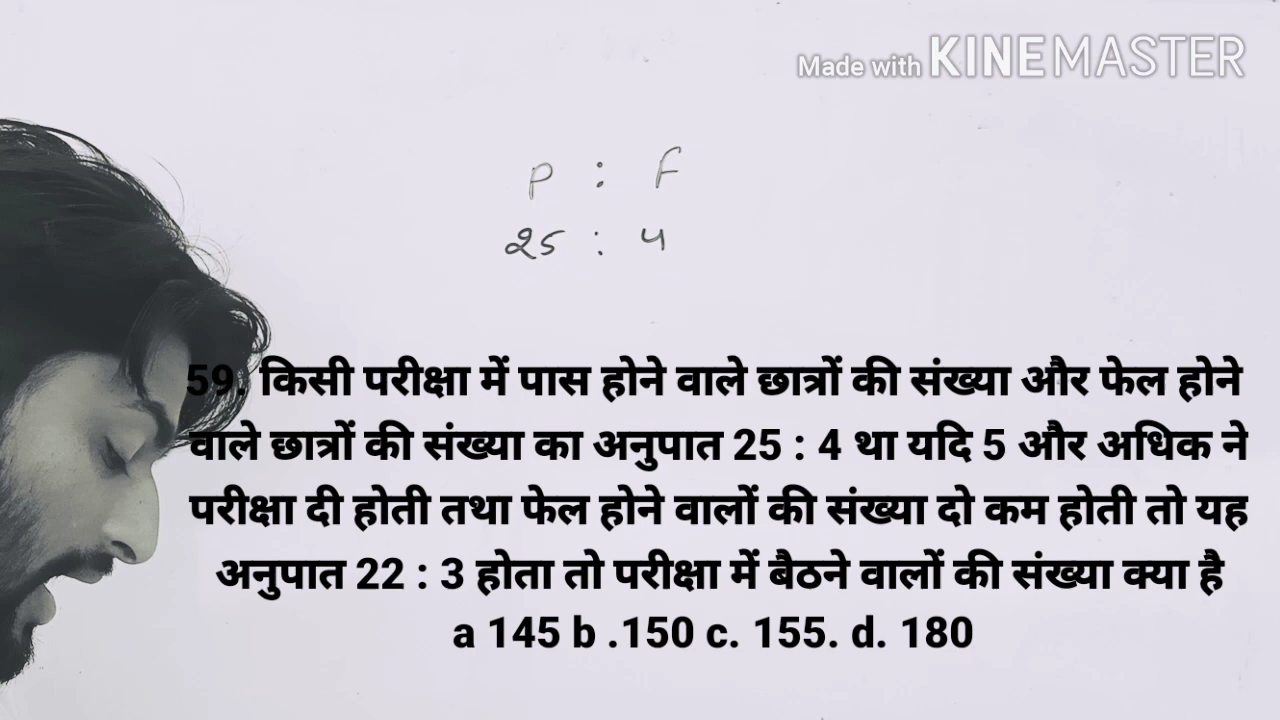 Made with KINEMASTER
P : F
25 : 4
59. किसी परीक्षा में पास होने वाले छात्रों की संख्या और फेल होने
वाले छात्रों की संख्या का अनुपात 25 : 4 था यदि 5 और अधिक ने
परीक्षा दी होती तथा फेल होने वालों की संख्या दो कम होती तो यह
अनुपात 22 : 3 होता तो परीक्षा में बैठने वालों की संख्या क्या है
a 145 b .150 c. 155. d. 180